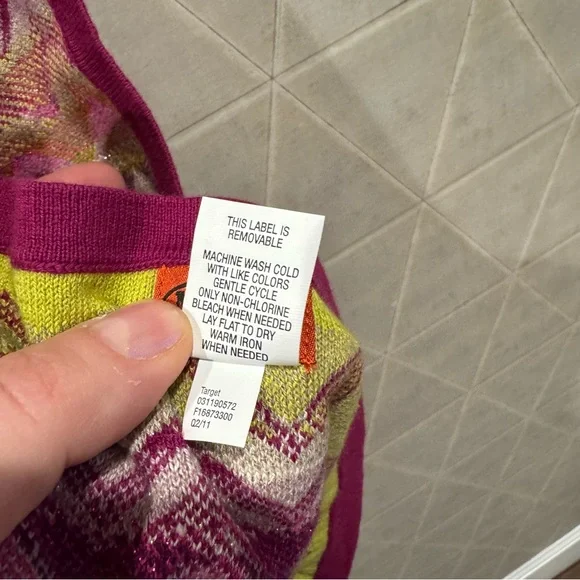 THIS LABEL IS
REMOVABLE
MACHINE WASH COLD
WITH LIKE COLORS
GENTLE CYCLE
ONLY NON-CHLORINE
BLEACH WHEN NEEDED
LAY FLAT TO DRY
WARM IRON
WHEN NEEDED
Target
031190572
F16873300
Q2/11